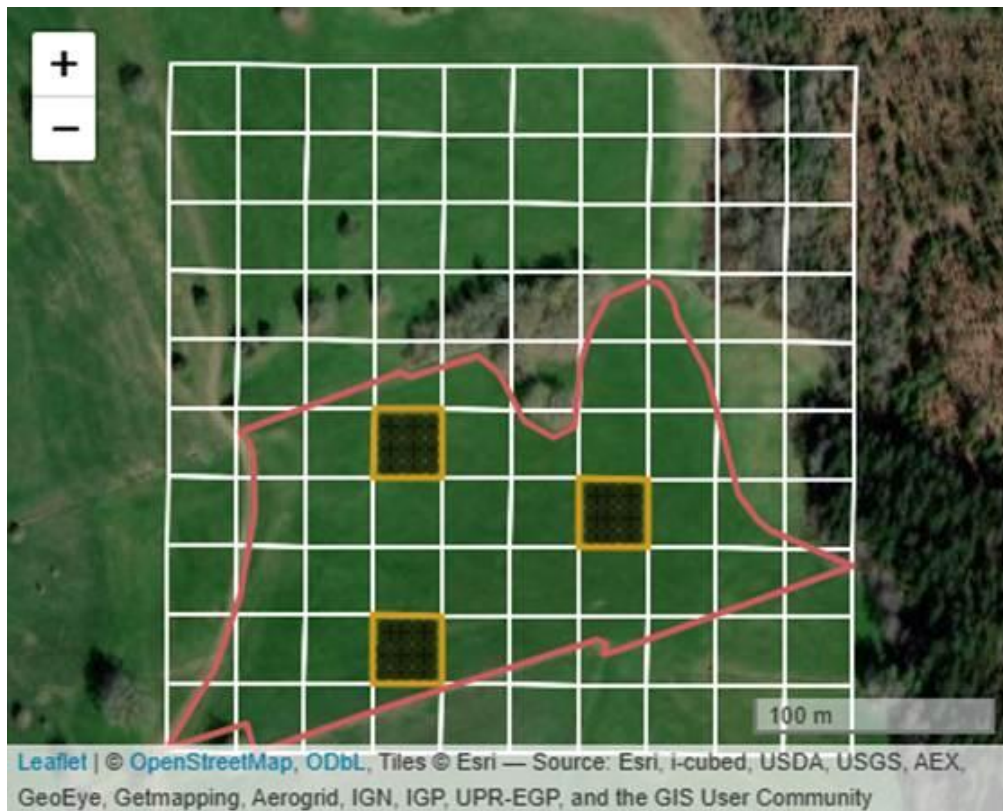 +
−
100 m
Leaflet | © OpenStreetMap, ODbL, Tiles © Esri — Source: Esri, i-cubed, USDA, USGS, AEX,
GeoEye, Getmapping, Aerogrid, IGN, IGP, UPR-EGP, and the GIS User Community